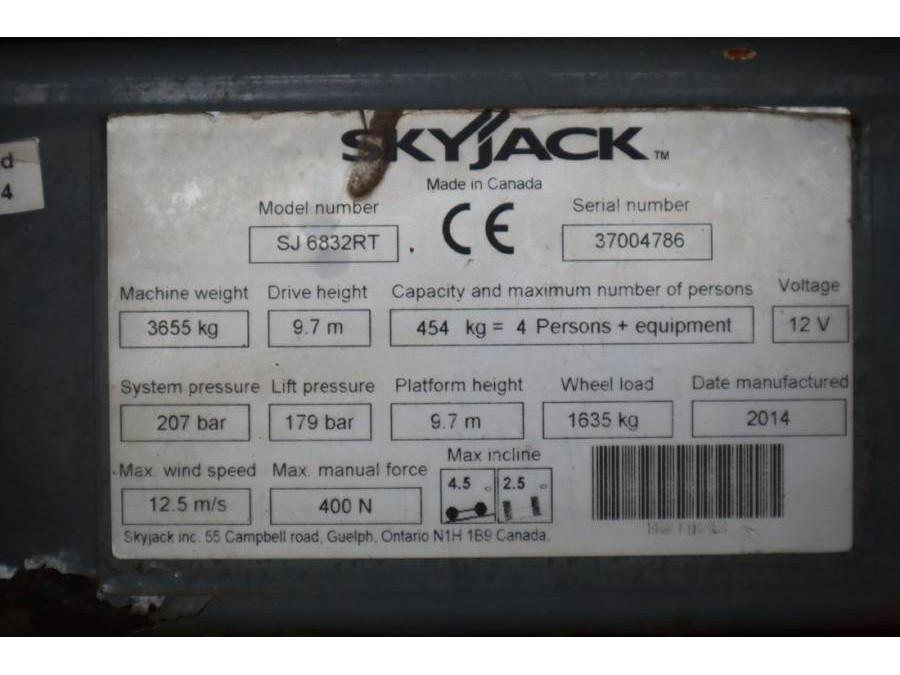 d
4
SKYJACK ™
Made in Canada
Model number
Serial number
SJ 6832RT
CE
37004786
Machine weight Drive height Capacity and maximum number of persons Voltage
3655 kg 9.7 m 454 kg = 4 Persons + equipment 12 V
System pressure Lift pressure Platform height Wheel load Date manufactured
207 bar 179 bar 9.7 m 1635 kg 2014
Max. wind speed Max. manual force Max incline
12.5 m/s 400 N 4.5 ° 2.5 °
Skyjack inc. 55 Campbell road, Guelph, Ontario N1H 1B9 Canada.